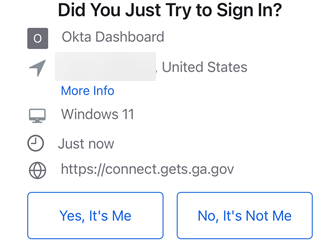 Did You Just Try to Sign In?
O Okta Dashboard
, United States
More Info
Windows 11
Just now
https://connect.gets.ga.gov
Yes, It's Me
No, It's Not Me